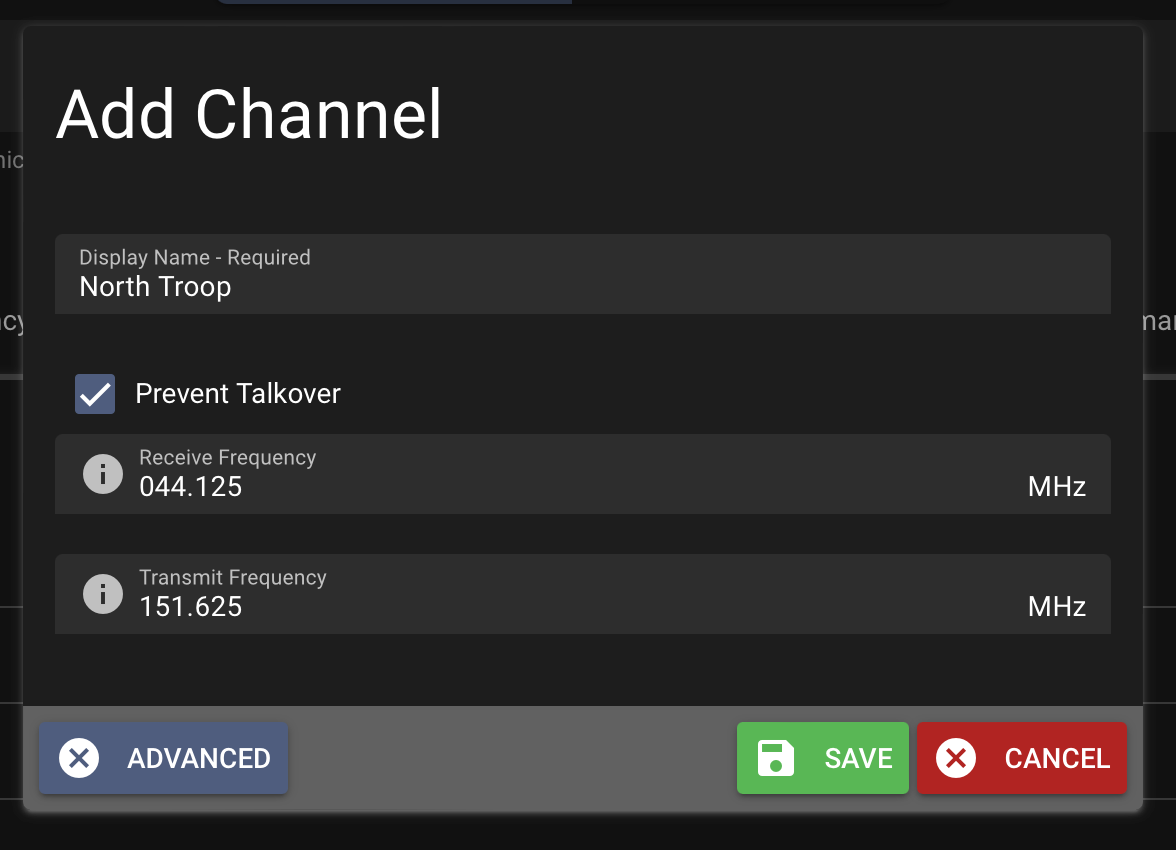 Add Channel
Display Name - Required
North Troop
Prevent Talkover
Receive Frequency
044.125 MHz
Transmit Frequency
151.625 MHz
ADVANCED SAVE CANCEL